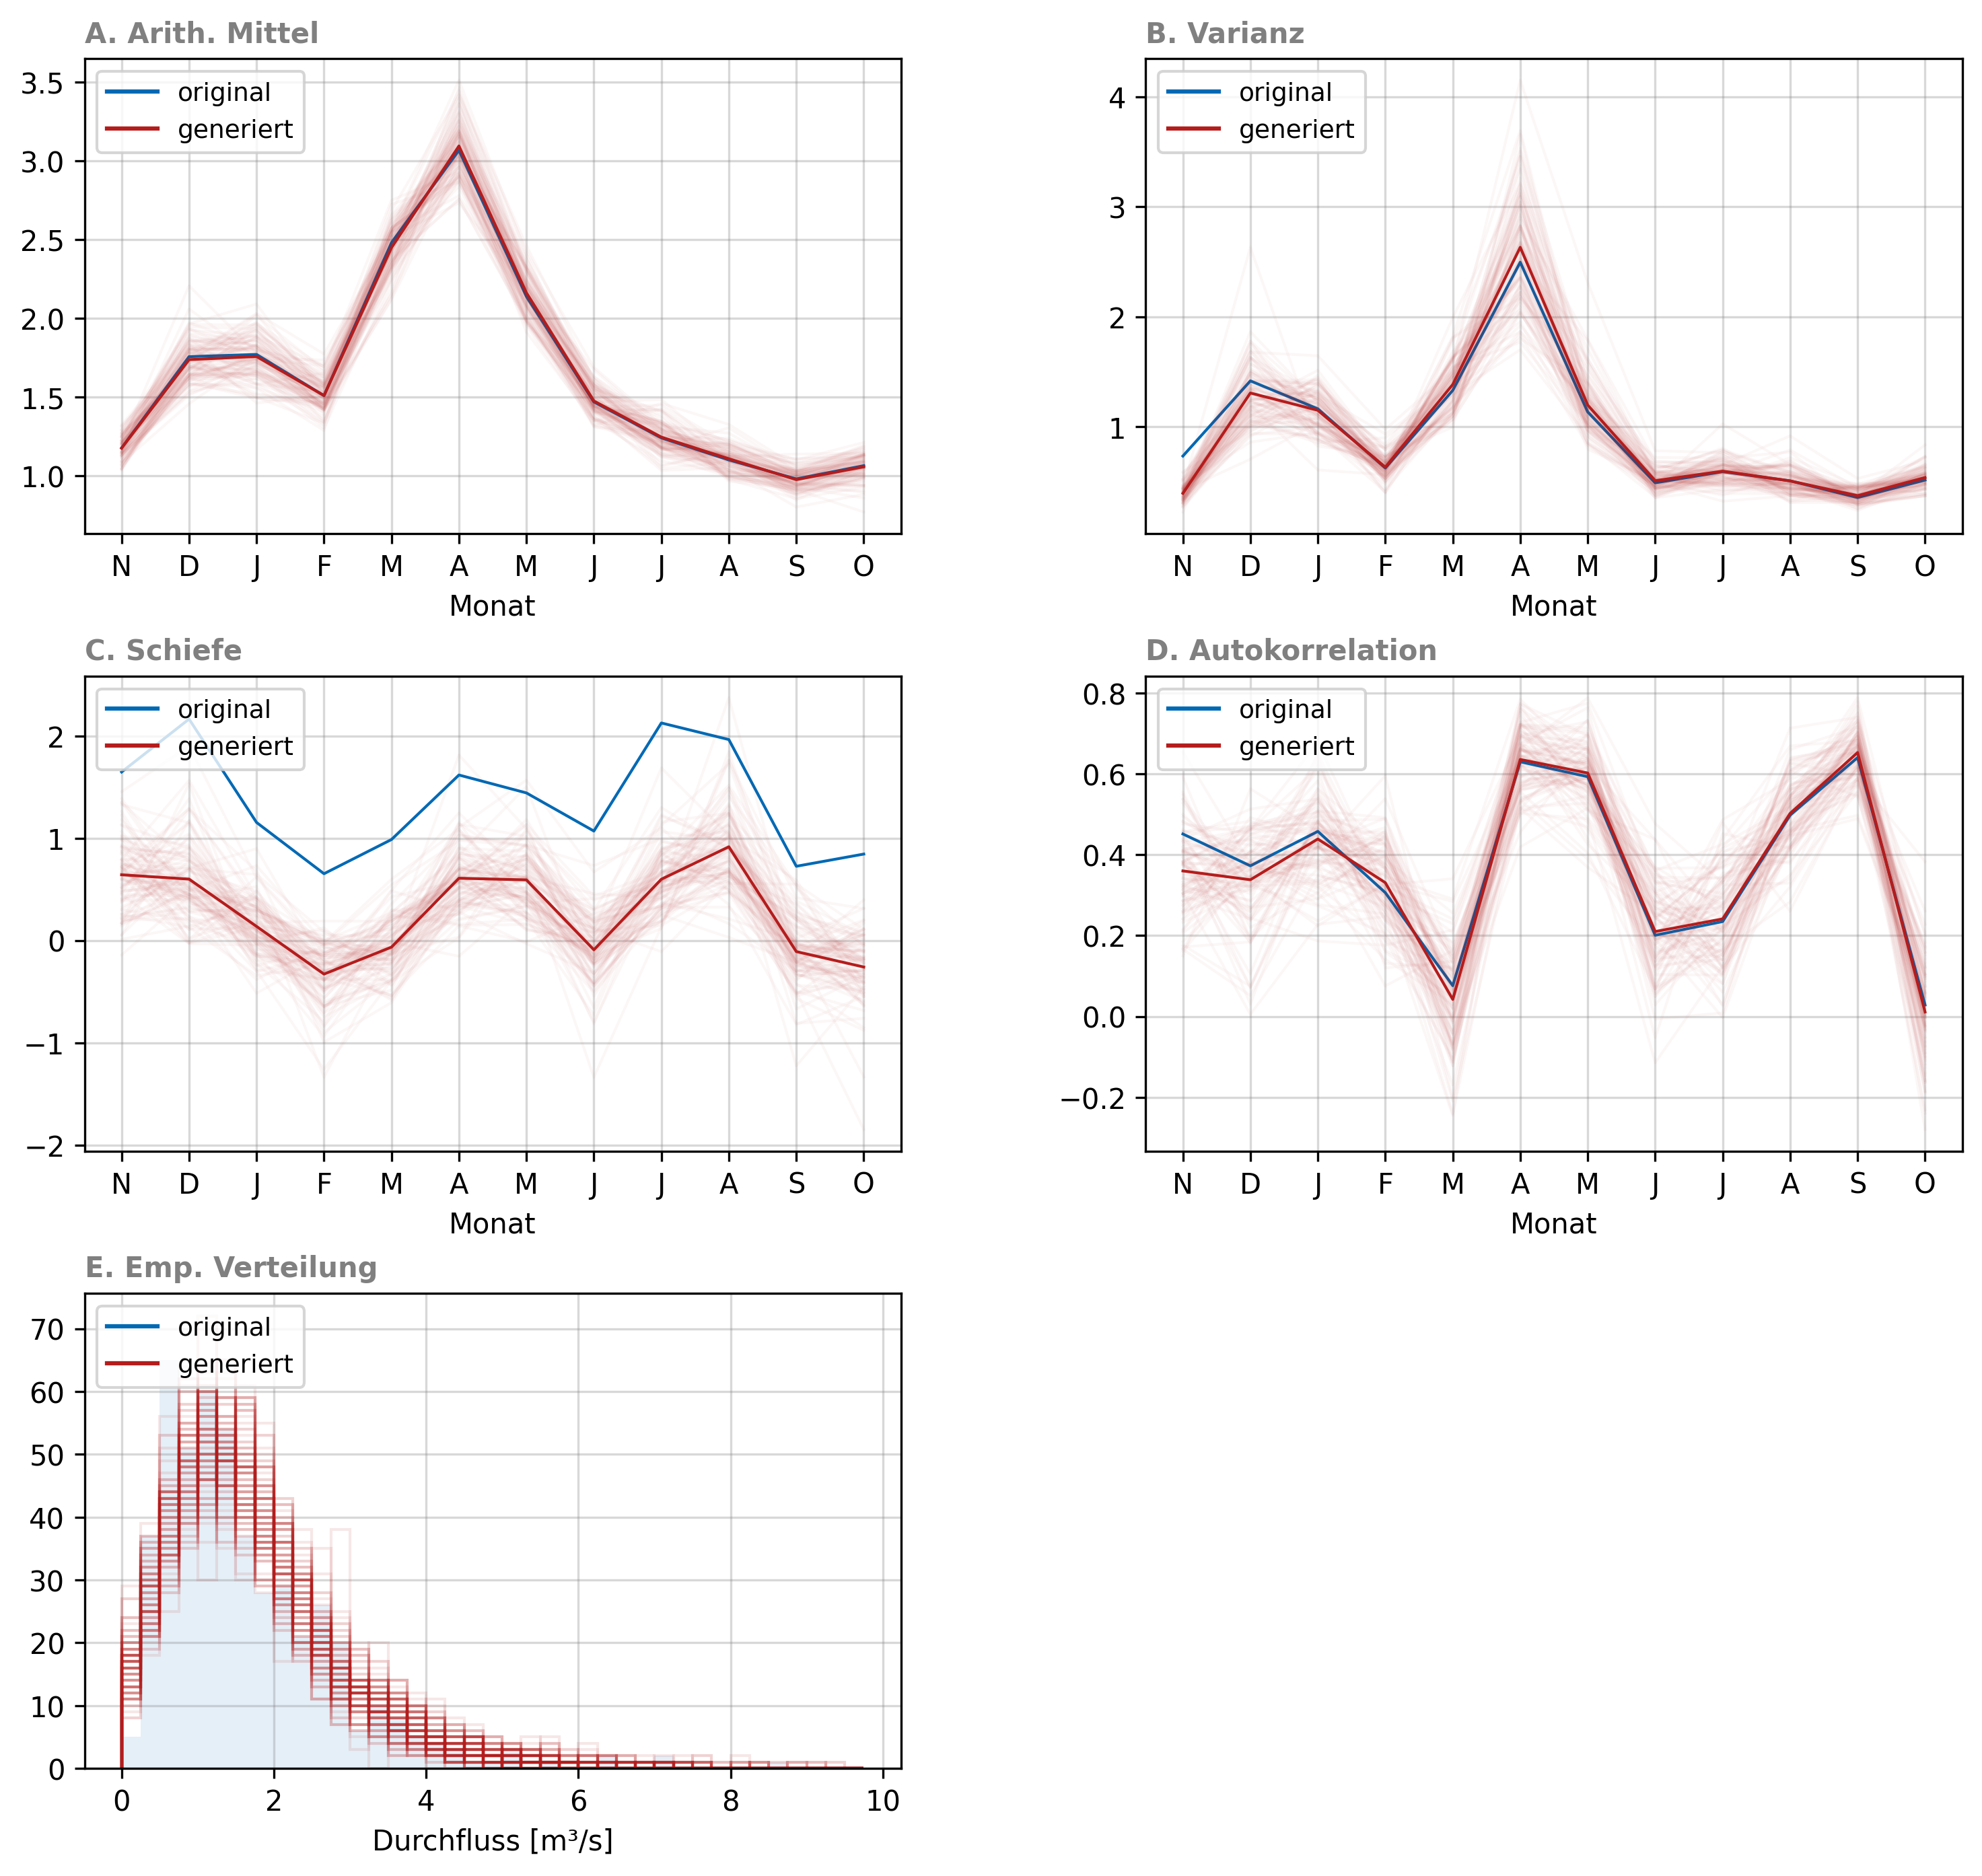 A. Arith. Mittel
original
generiert
3.5
3.0
2.5
2.0
1.5
1.0
N D J F M A M J J A S O
Monat
B. Varianz
original
generiert
4
3
2
1
N D J F M A M J J A S O
Monat
C. Schiefe
original
generiert
2
1
0
−1
−2
N D J F M A M J J A S O
Monat
D. Autokorrelation
original
generiert
0.8
0.6
0.4
0.2
0.0
−0.2
N D J F M A M J J A S O
Monat
E. Emp. Verteilung
original
generiert
70
60
50
40
30
20
10
0
0 2 4 6 8 10
Durchfluss [m³/s]